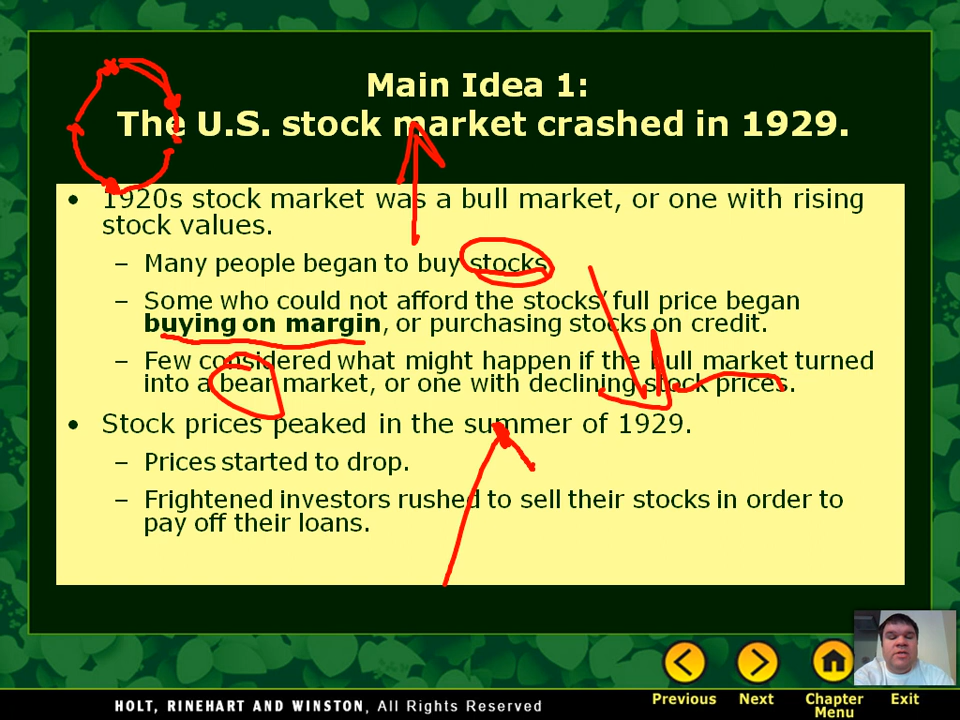 Main Idea 1:
The U.S. stock market crashed in 1929.
• 1920s stock market was a bull market, or one with rising
stock values.
– Many people began to buy stocks.
– Some who could not afford the stocks’ full price began
buying on margin, or purchasing stocks on credit.
– Few considered what might happen if the bull market turned
into a bear market, or one with declining stock prices.
• Stock prices peaked in the summer of 1929.
– Prices started to drop.
– Frightened investors rushed to sell their stocks in order to
pay off their loans.
Previous Next Chapter Menu Exit
HOLT, RINEHART AND WINSTON, All Rights Reserved